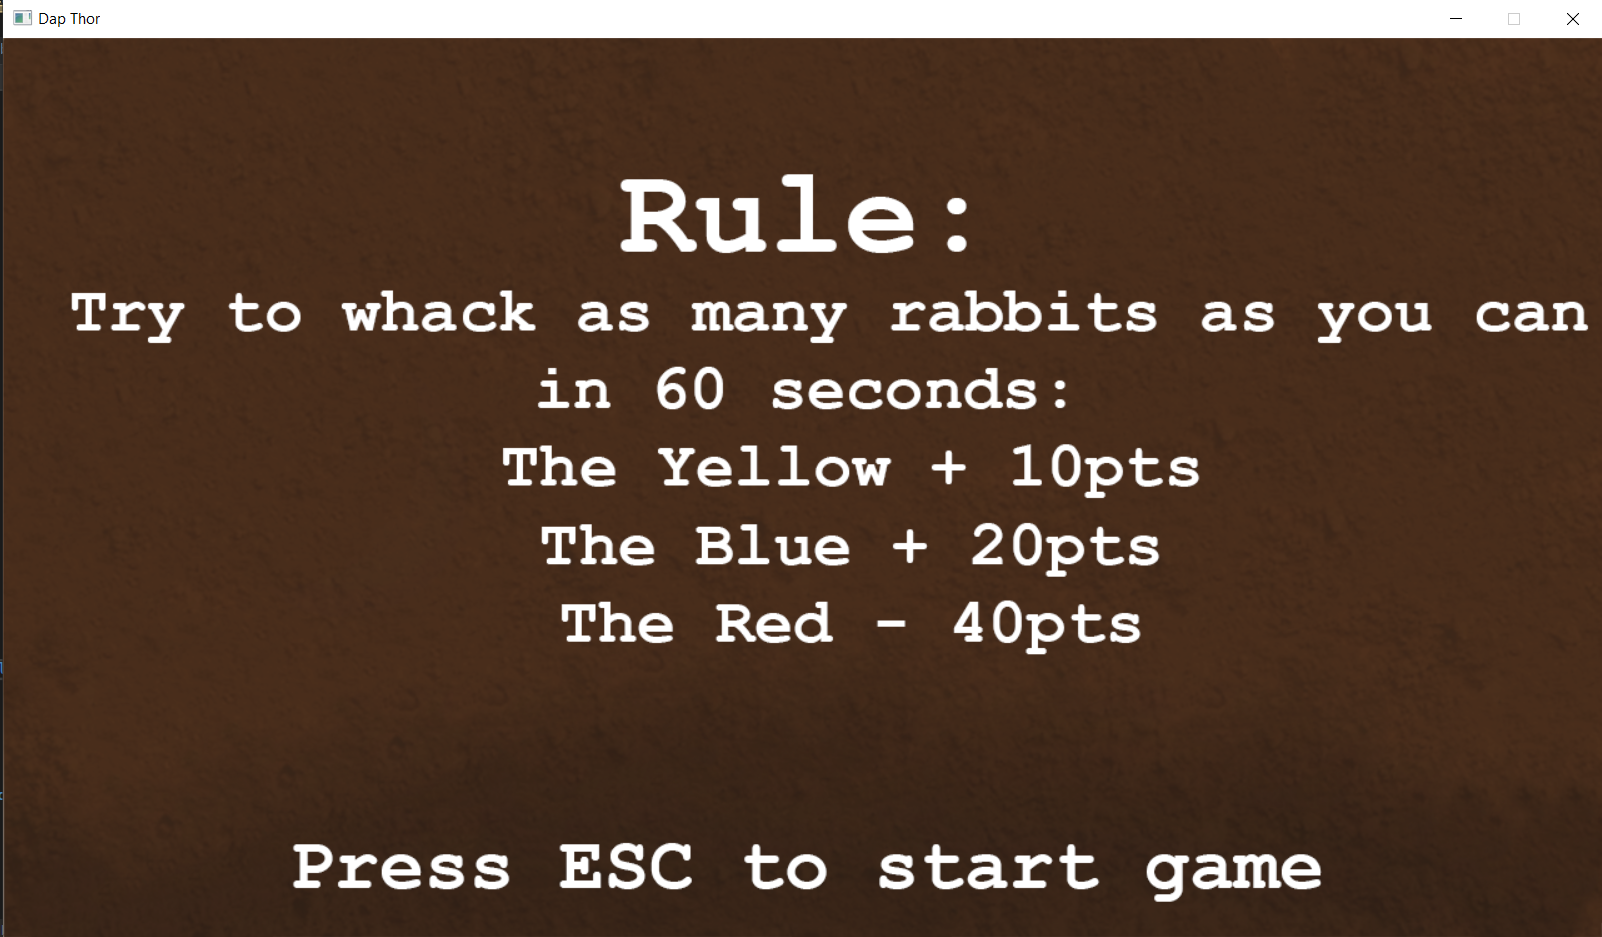 Dap Thor
Rule:
Try to whack as many rabbits as you can
in 60 seconds:
The Yellow + 10pts
The Blue + 20pts
The Red - 40pts
Press ESC to start game